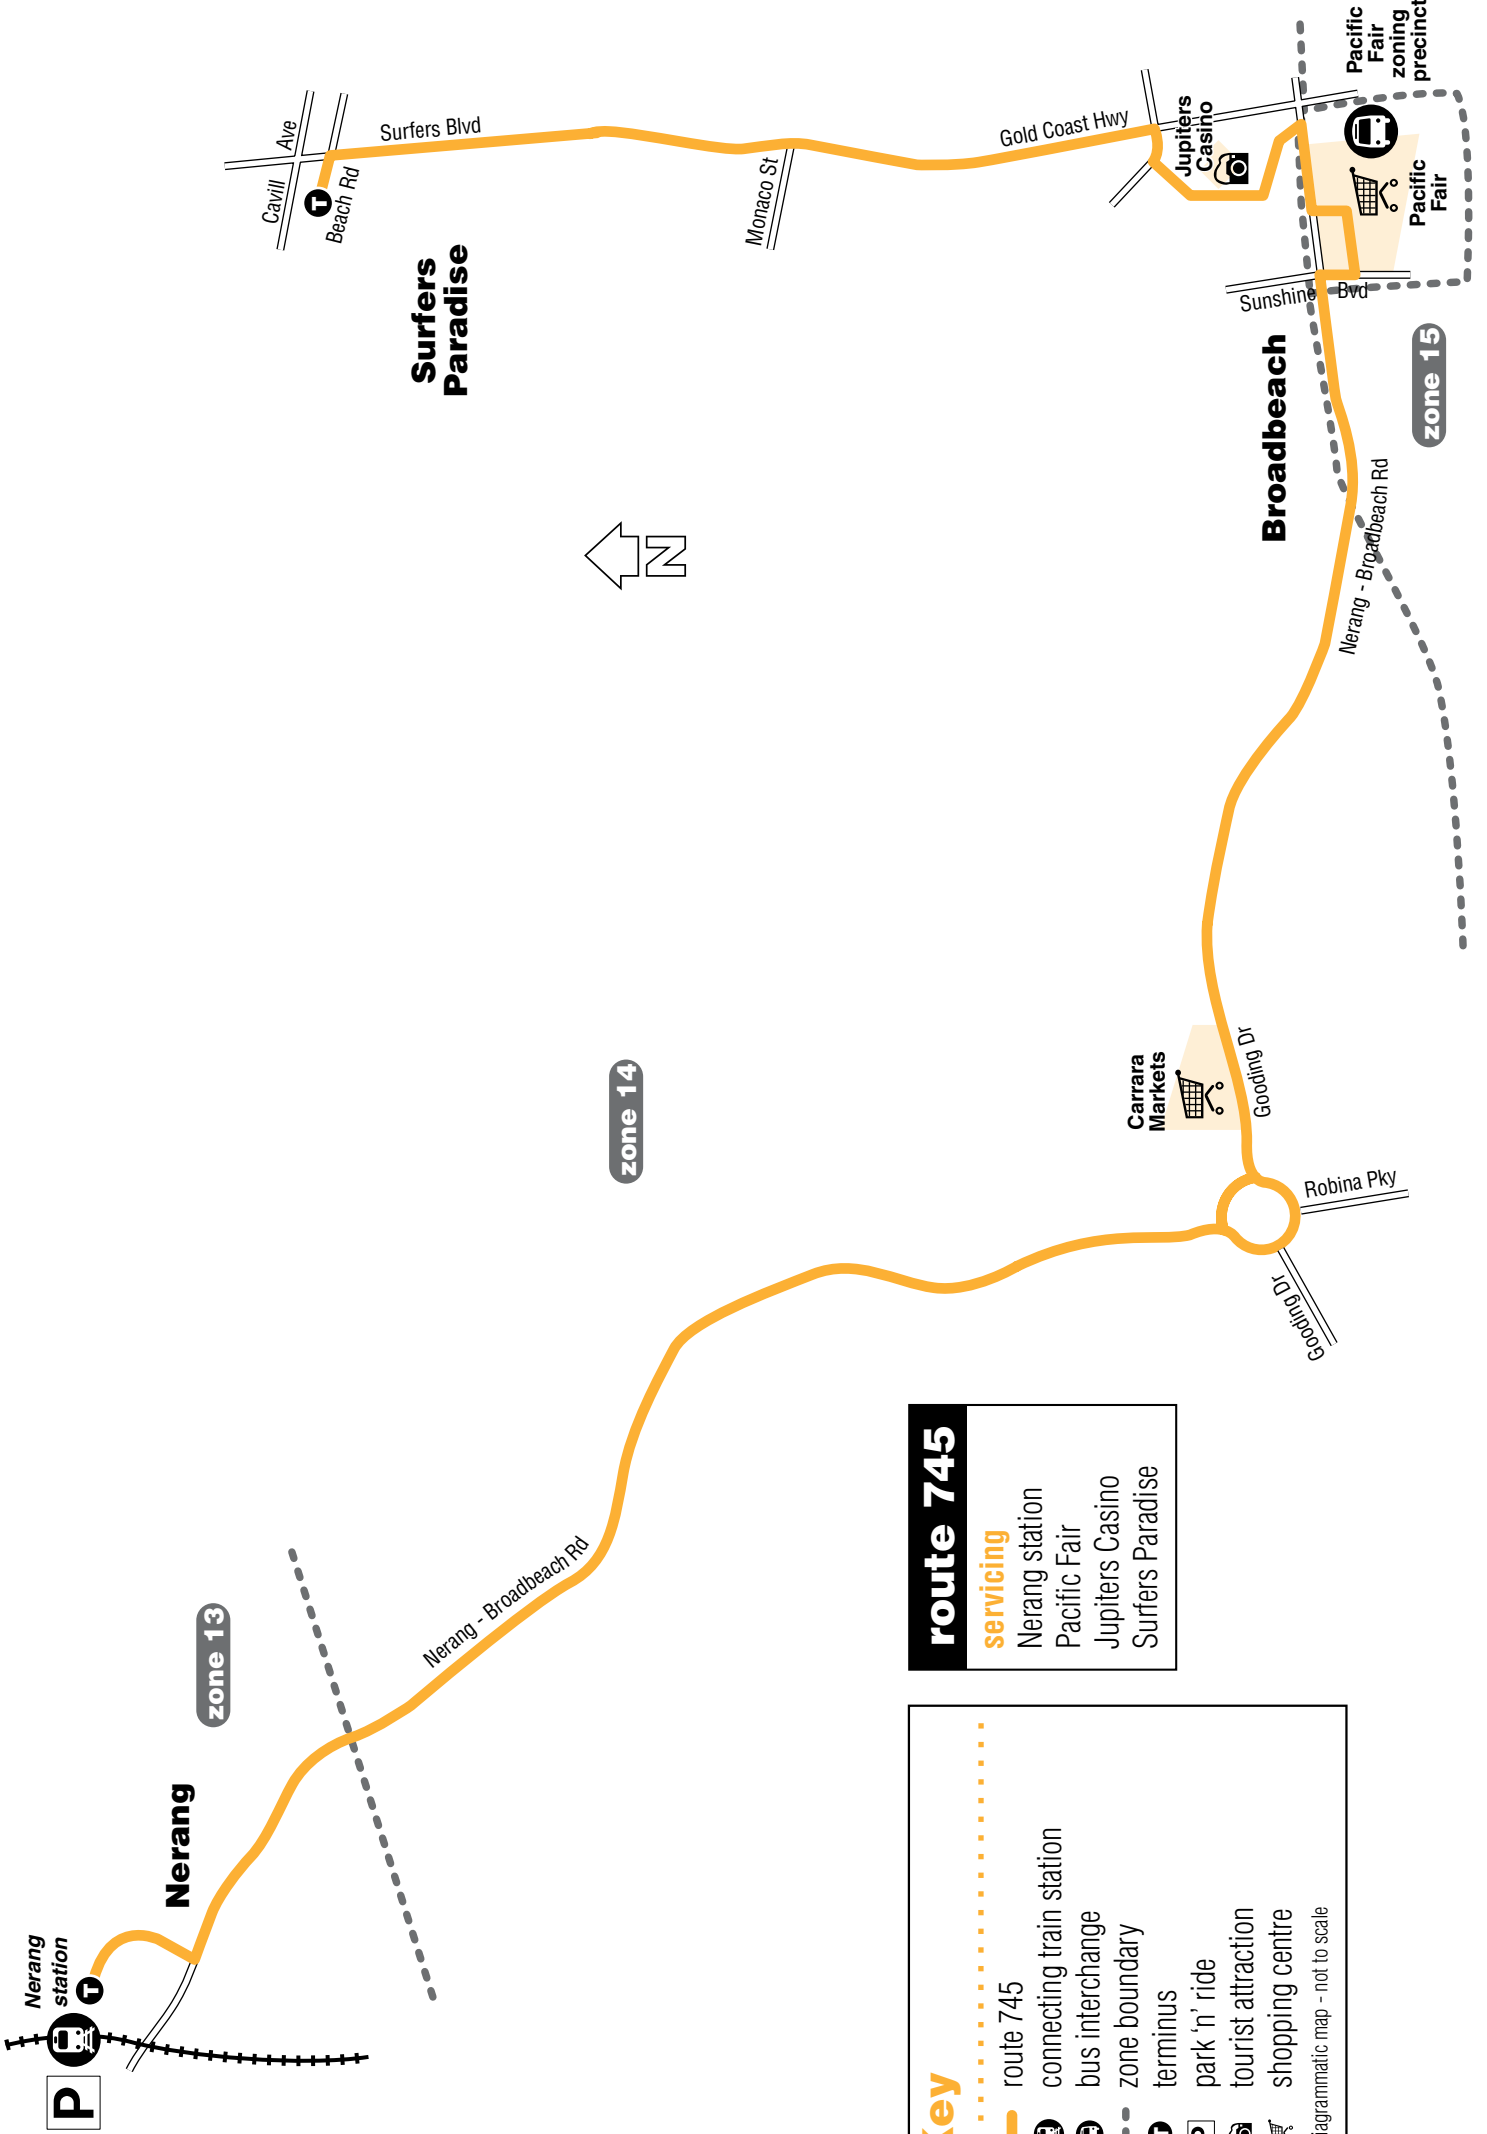 Nerang
station
P
T
Nerang
zone 13
Nerang - Broadbeach Rd
zone 14
Cavill
Ave
T
Beach Rd
Surfers Blvd
Surfers
Paradise
Monaco St
N
Gold Coast Hwy
Jupiters
Casino
Pacific
Fair
zoning
precinct
Pacific
Fair
Sunshine
Bvd
Broadbeach
zone 15
Nerang - Broadbeach Rd
Carrara
Markets
Gooding Dr
Robina Pky
Gooding Dr
route 745
servicing
Nerang station
Pacific Fair
Jupiters Casino
Surfers Paradise
Key
route 745
connecting train station
bus interchange
zone boundary
T
terminus
P
park ‘n’ ride
tourist attraction
shopping centre
iagrammatic map - not to scale